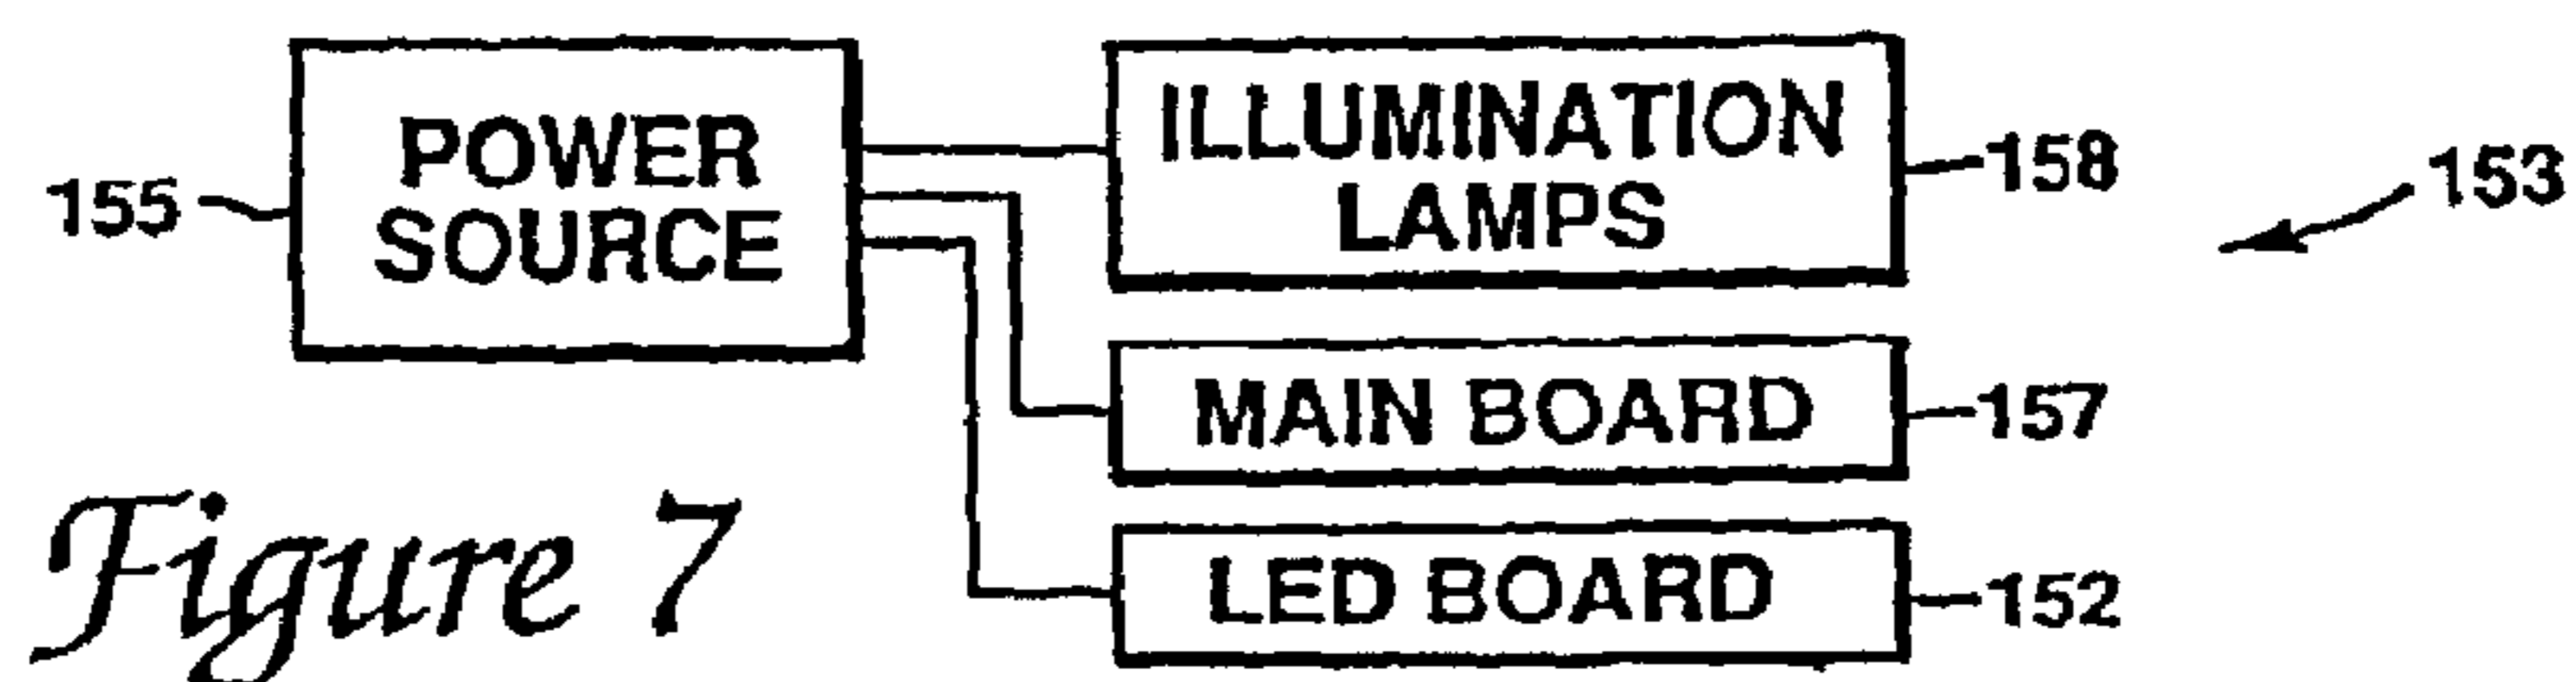 POWER
SOURCE
155
ILLUMINATION
LAMPS
158
153
MAIN BOARD
157
LED BOARD
152
Figure 7